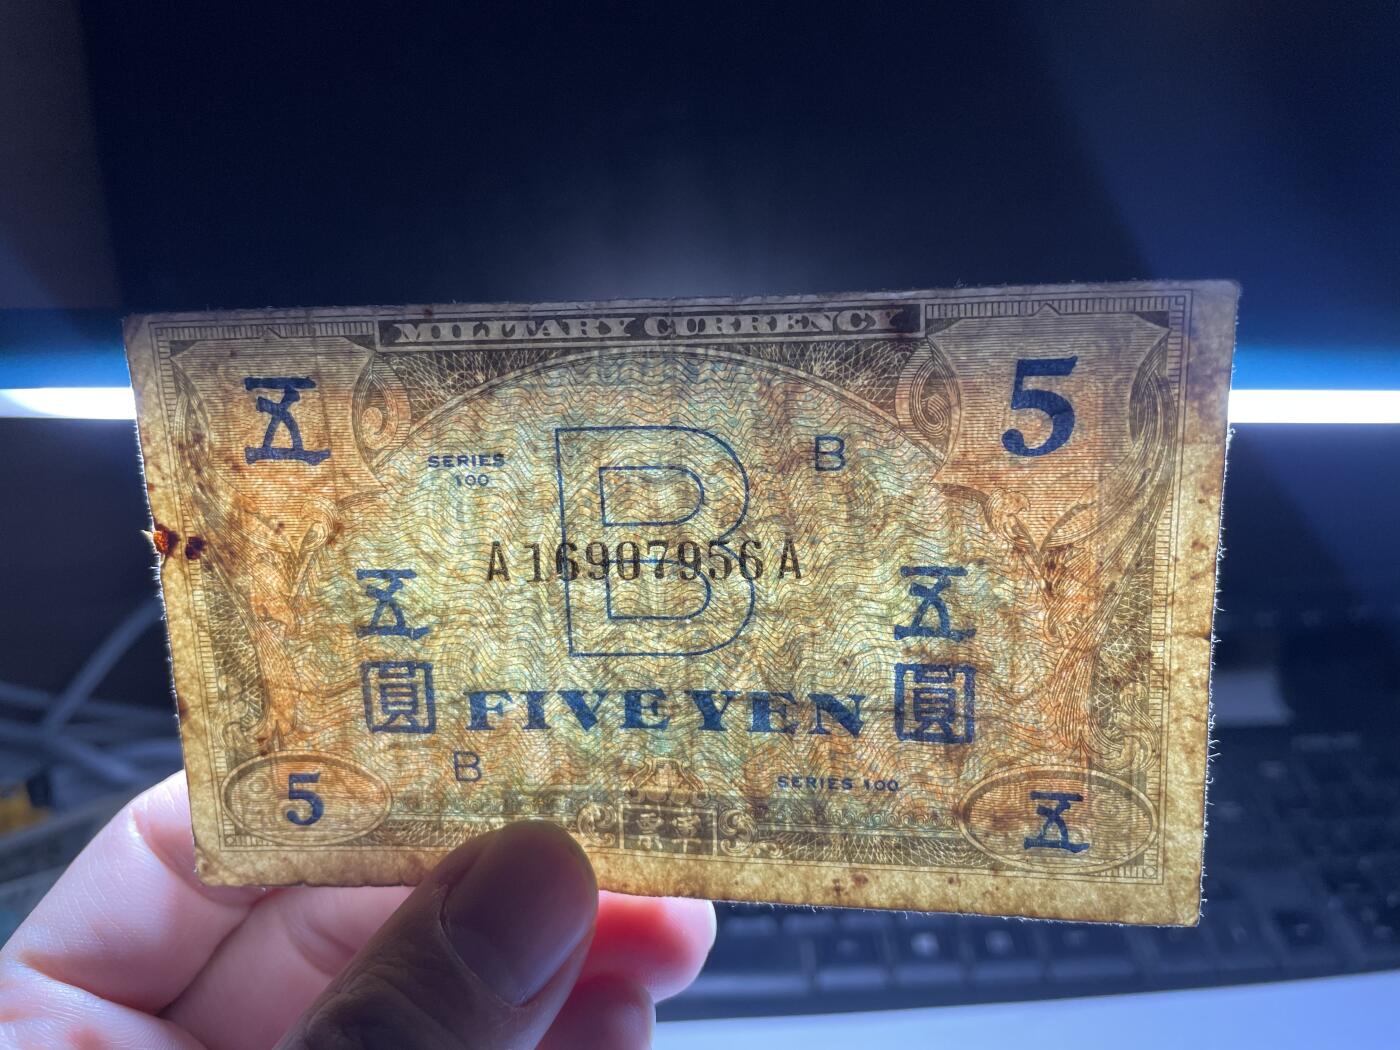 MILITARY CURRENCY
五 5
SERIES
100
B B
A16907956A
五 五
圓 FIVE YEN 圓
B
SERIES 100
5 五